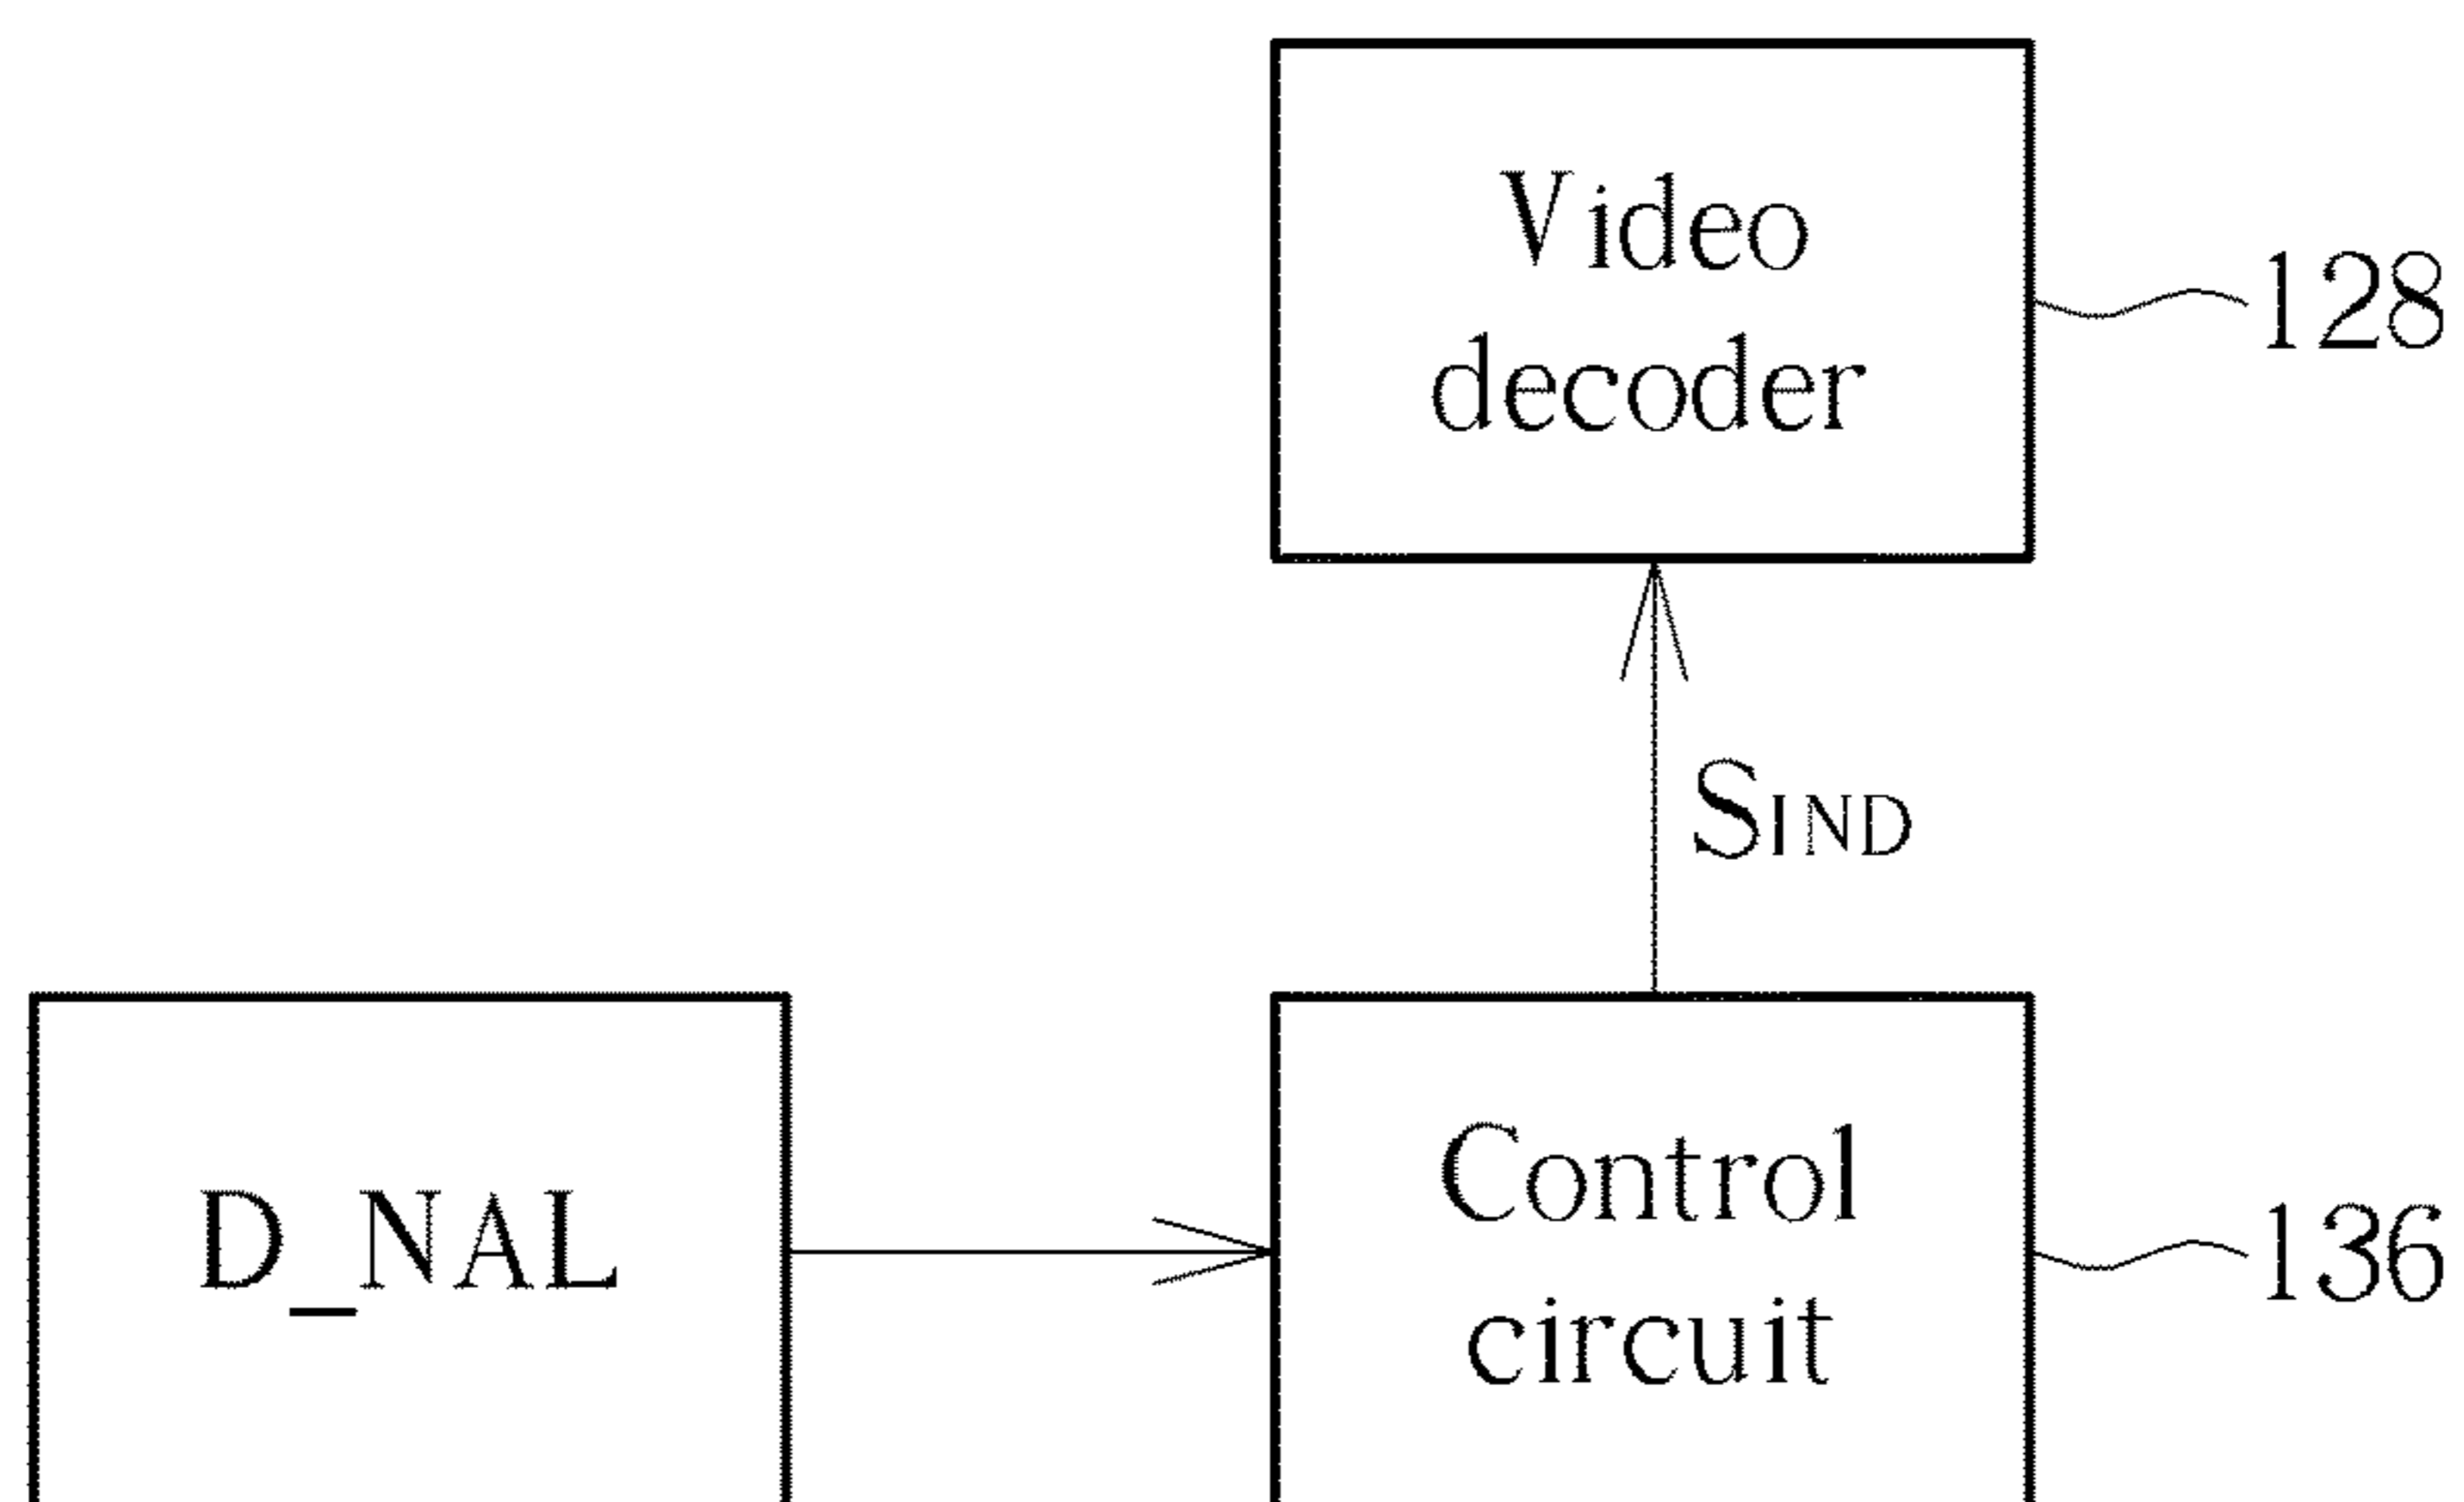 Video
decoder
128
SIND
D_NAL
Control
circuit
136